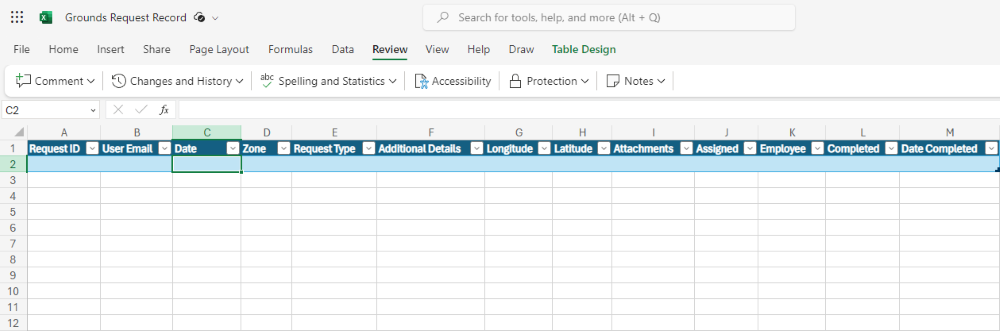 Grounds Request Record
Search for tools, help, and more (Alt + Q)
File Home Insert Share Page Layout Formulas Data Review View Help Draw Table Design
Comment Changes and History abc Spelling and Statistics Accessibility Protection Notes
C2 fx
A B C D E F G H I J K L M
1 Request ID User Email Date Zone Request Type Additional Details Longitude Latitude Attachments Assigned Employee Completed Date Completed
2
3
4
5
6
7
8
9
10
11
12